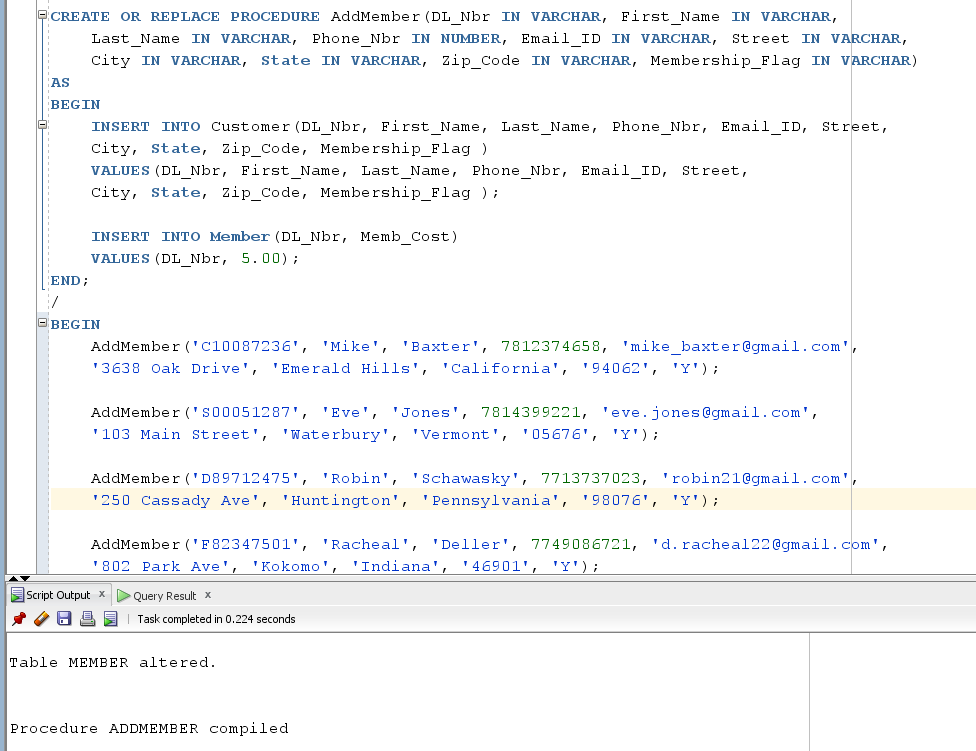 CREATE OR REPLACE PROCEDURE AddMember(DL_Nbr IN VARCHAR, First_Name IN VARCHAR,
Last_Name IN VARCHAR, Phone_Nbr IN NUMBER, Email_ID IN VARCHAR, Street IN VARCHAR,
City IN VARCHAR, State IN VARCHAR, Zip_Code IN VARCHAR, Membership_Flag IN VARCHAR)
AS
BEGIN
INSERT INTO Customer(DL_Nbr, First_Name, Last_Name, Phone_Nbr, Email_ID, Street,
City, State, Zip_Code, Membership_Flag )
VALUES(DL_Nbr, First_Name, Last_Name, Phone_Nbr, Email_ID, Street,
City, State, Zip_Code, Membership_Flag );
INSERT INTO Member(DL_Nbr, Memb_Cost)
VALUES(DL_Nbr, 5.00);
END;
/
BEGIN
AddMember('C10087236', 'Mike', 'Baxter', 7812374658, 'mike_baxter@gmail.com',
'3638 Oak Drive', 'Emerald Hills', 'California', '94062', 'Y');
AddMember('S00051287', 'Eve', 'Jones', 7814399221, 'eve.jones@gmail.com',
'103 Main Street', 'Waterbury', 'Vermont', '05676', 'Y');
AddMember('D89712475', 'Robin', 'Schawasky', 7713737023, 'robin21@gmail.com',
'250 Cassady Ave', 'Huntington', 'Pennsylvania', '98076', 'Y');
AddMember('F82347501', 'Racheal', 'Deller', 7749086721, 'd.racheal22@gmail.com',
'802 Park Ave', 'Kokomo', 'Indiana', '46901', 'Y');
Script Output x Query Result x
Task completed in 0.224 seconds
Table MEMBER altered.
Procedure ADDMEMBER compiled